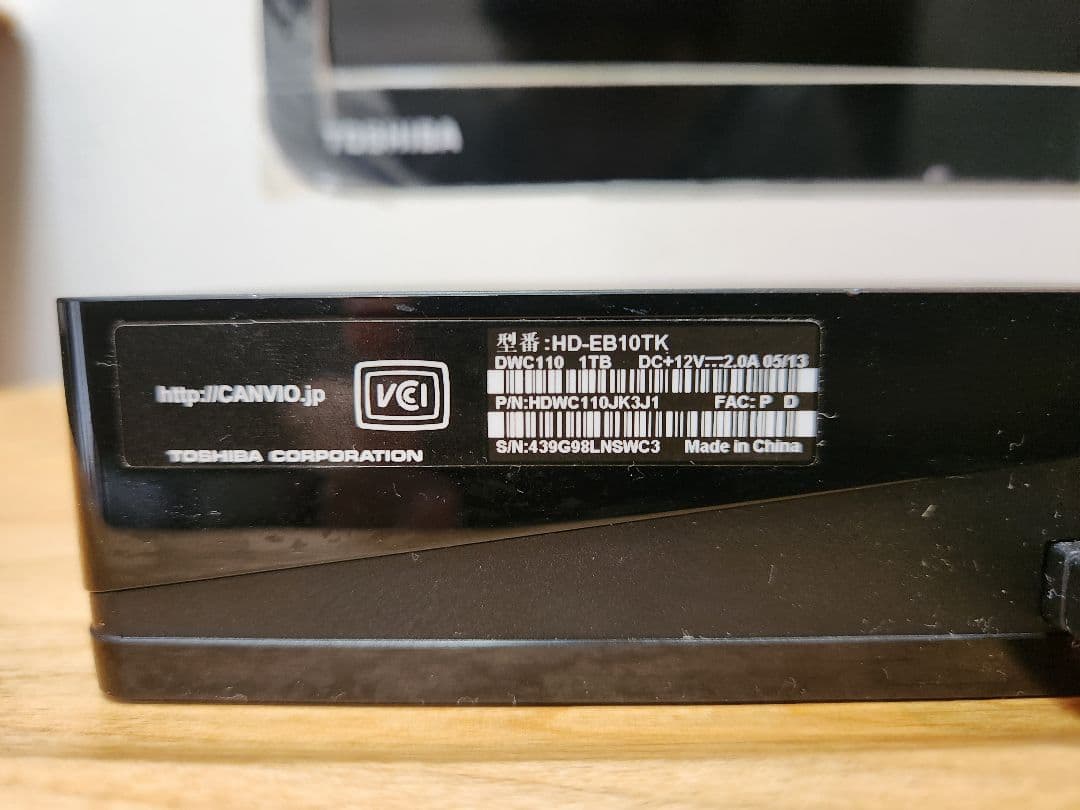 TOSHIBA
型番:HD-EB10TK
DWC110 1TB DC+12V⎓2.0A 05/13
http://CANVIO.jp
VCCI
P/N:HDWC110JK3J1 FAC: P D
TOSHIBA CORPORATION
S/N:439G98LNSWC3 Made in China